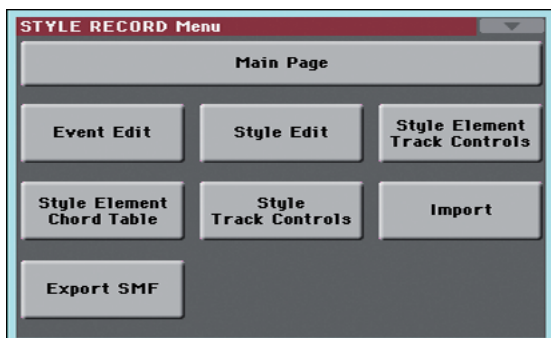 STYLE RECORD Menu
Main Page
Event Edit
Style Edit
Style Element
Track Controls
Style Element
Chord Table
Style
Track Controls
Import
Export SMF